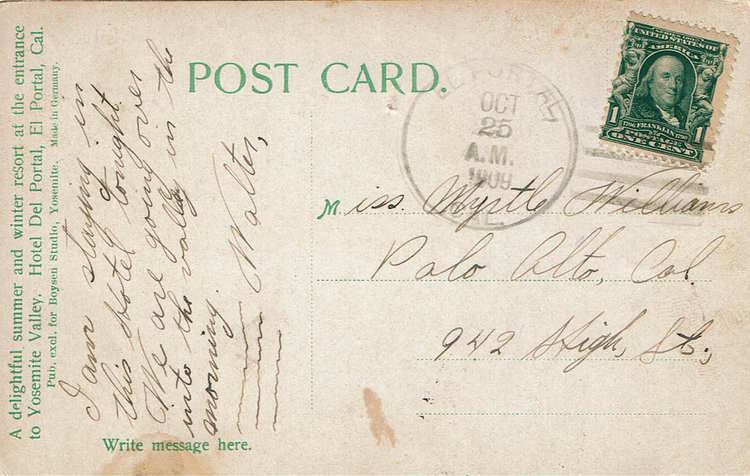 A delightful summer and winter resort at the entrance
to Yosemite Valley. Hotel Del Portal, El Portal, Cal.
Pub. excl. for Boysen Studio, Yosemite. Made in Germany.
POST CARD.
I am staying in
this Hotel tonight.
We are going over
into the valley in the
morning.
Walter,
Write message here.
EL PORTAL
OCT
25
A.M.
1909
CAL.
UNITED STATES OF
AMERICA
1 1
FRANKLIN
ONE CENT
Miss Myrtle Williams
Palo Alto, Cal.
942 High, St.,